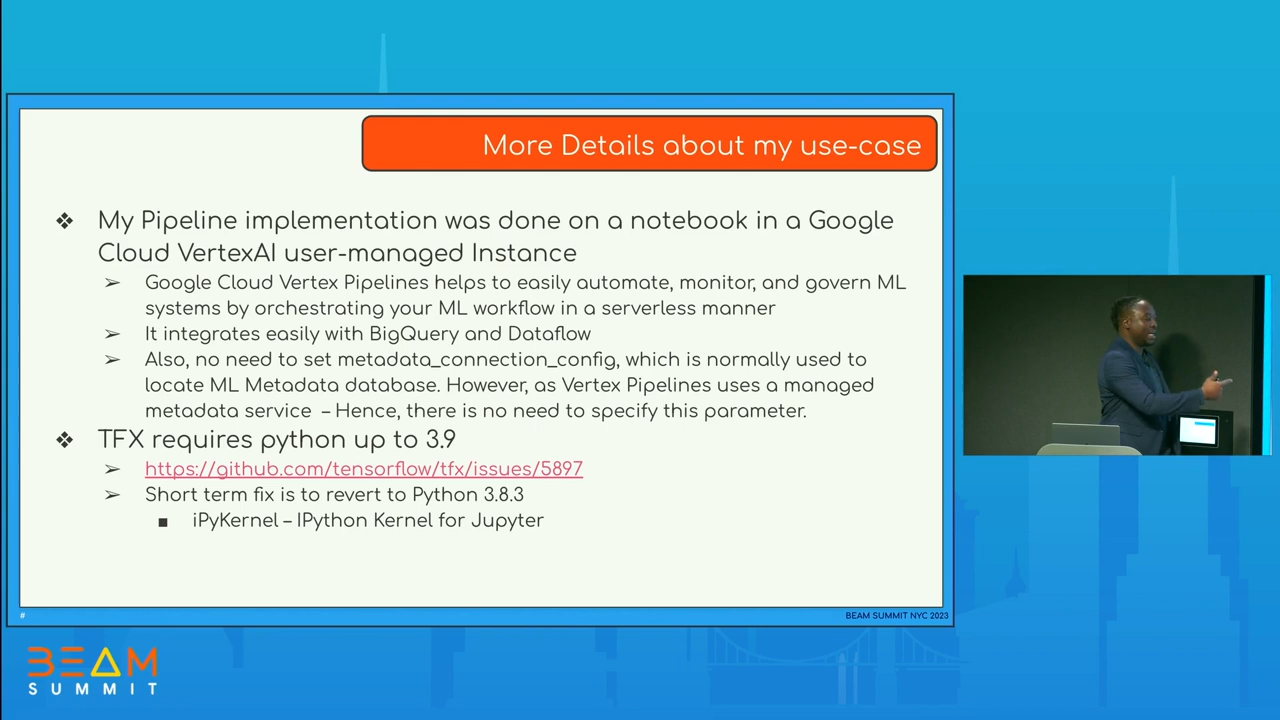 More Details about my use-case
❖ My Pipeline implementation was done on a notebook in a Google
Cloud VertexAI user-managed Instance
➢ Google Cloud Vertex Pipelines helps to easily automate, monitor, and govern ML
systems by orchestrating your ML workflow in a serverless manner
➢ It integrates easily with BigQuery and Dataflow
➢ Also, no need to set metadata_connection_config, which is normally used to
locate ML Metadata database. However, as Vertex Pipelines uses a managed
metadata service – Hence, there is no need to specify this parameter.
❖ TFX requires python up to 3.9
➢ https://github.com/tensorflow/tfx/issues/5897
➢ Short term fix is to revert to Python 3.8.3
■ iPyKernel – IPython Kernel for Jupyter
#
BEAM SUMMIT NYC 2023
BEAM
SUMMIT